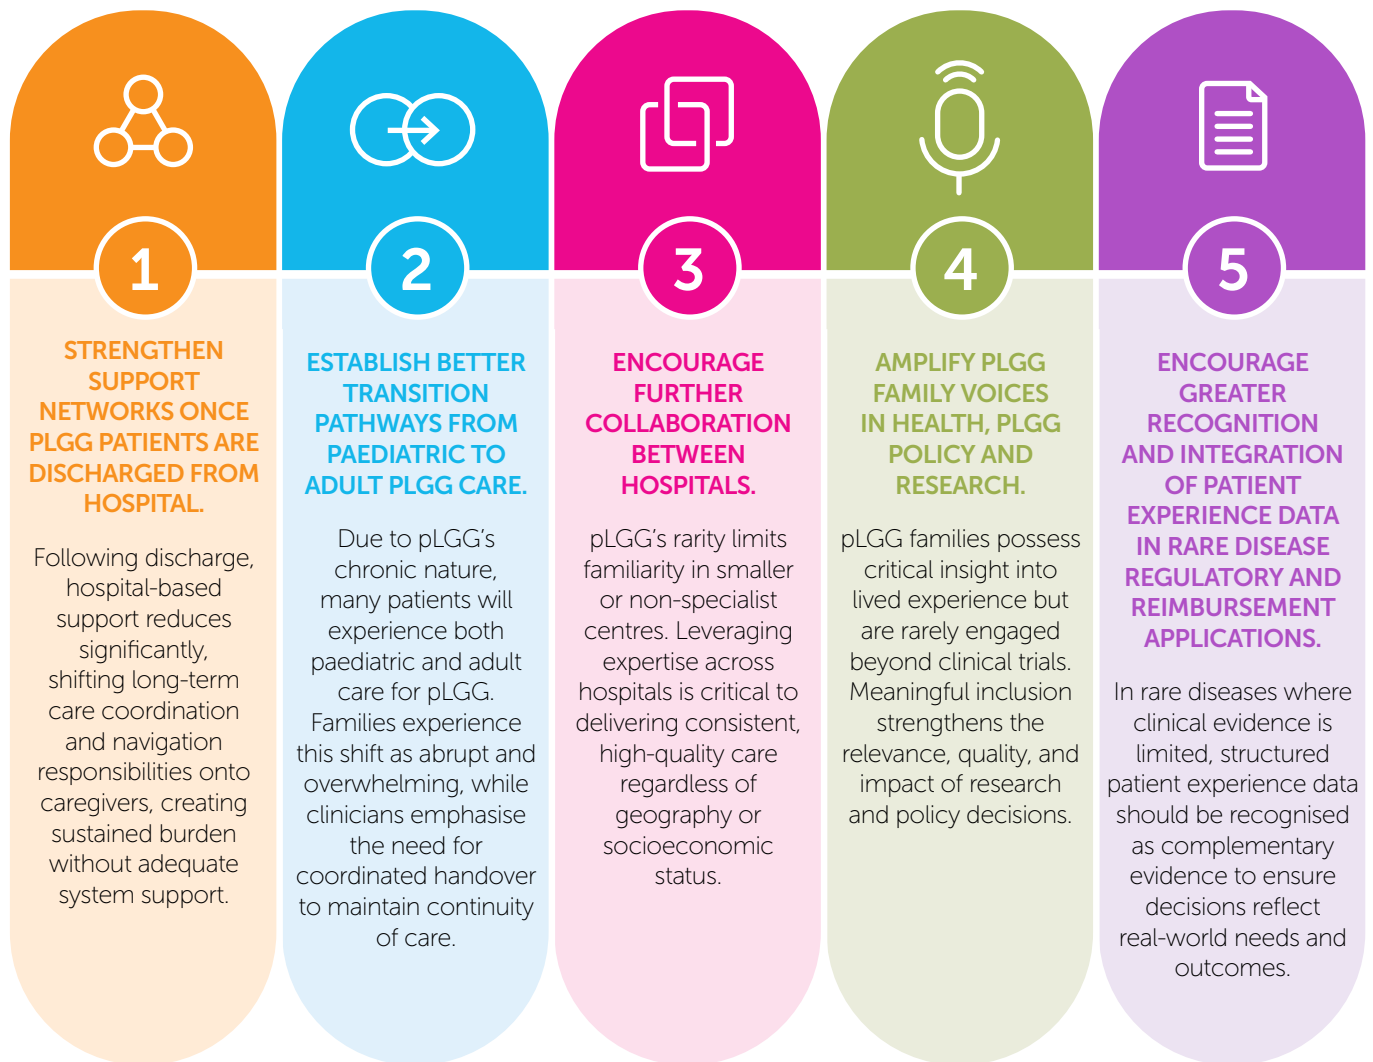 1
STRENGTHEN
SUPPORT
NETWORKS ONCE
PLGG PATIENTS ARE
DISCHARGED FROM
HOSPITAL.
Following discharge,
hospital-based
support reduces
significantly,
shifting long-term
care coordination
and navigation
responsibilities onto
caregivers, creating
sustained burden
without adequate
system support.
2
ESTABLISH BETTER
TRANSITION
PATHWAYS FROM
PAEDIATRIC TO
ADULT PLGG CARE.
Due to pLGG’s
chronic nature,
many patients will
experience both
paediatric and adult
care for pLGG.
Families experience
this shift as abrupt and
overwhelming, while
clinicians emphasise
the need for
coordinated handover
to maintain continuity
of care.
3
ENCOURAGE
FURTHER
COLLABORATION
BETWEEN
HOSPITALS.
pLGG’s rarity limits
familiarity in smaller
or non-specialist
centres. Leveraging
expertise across
hospitals is critical to
delivering consistent,
high-quality care
regardless of
geography or
socioeconomic
status.
4
AMPLIFY PLGG
FAMILY VOICES
IN HEALTH, PLGG
POLICY AND
RESEARCH.
pLGG families possess
critical insight into
lived experience but
are rarely engaged
beyond clinical trials.
Meaningful inclusion
strengthens the
relevance, quality, and
impact of research
and policy decisions.
5
ENCOURAGE
GREATER
RECOGNITION
AND INTEGRATION
OF PATIENT
EXPERIENCE DATA
IN RARE DISEASE
REGULATORY AND
REIMBURSEMENT
APPLICATIONS.
In rare diseases where
clinical evidence is
limited, structured
patient experience data
should be recognised
as complementary
evidence to ensure
decisions reflect
real-world needs and
outcomes.